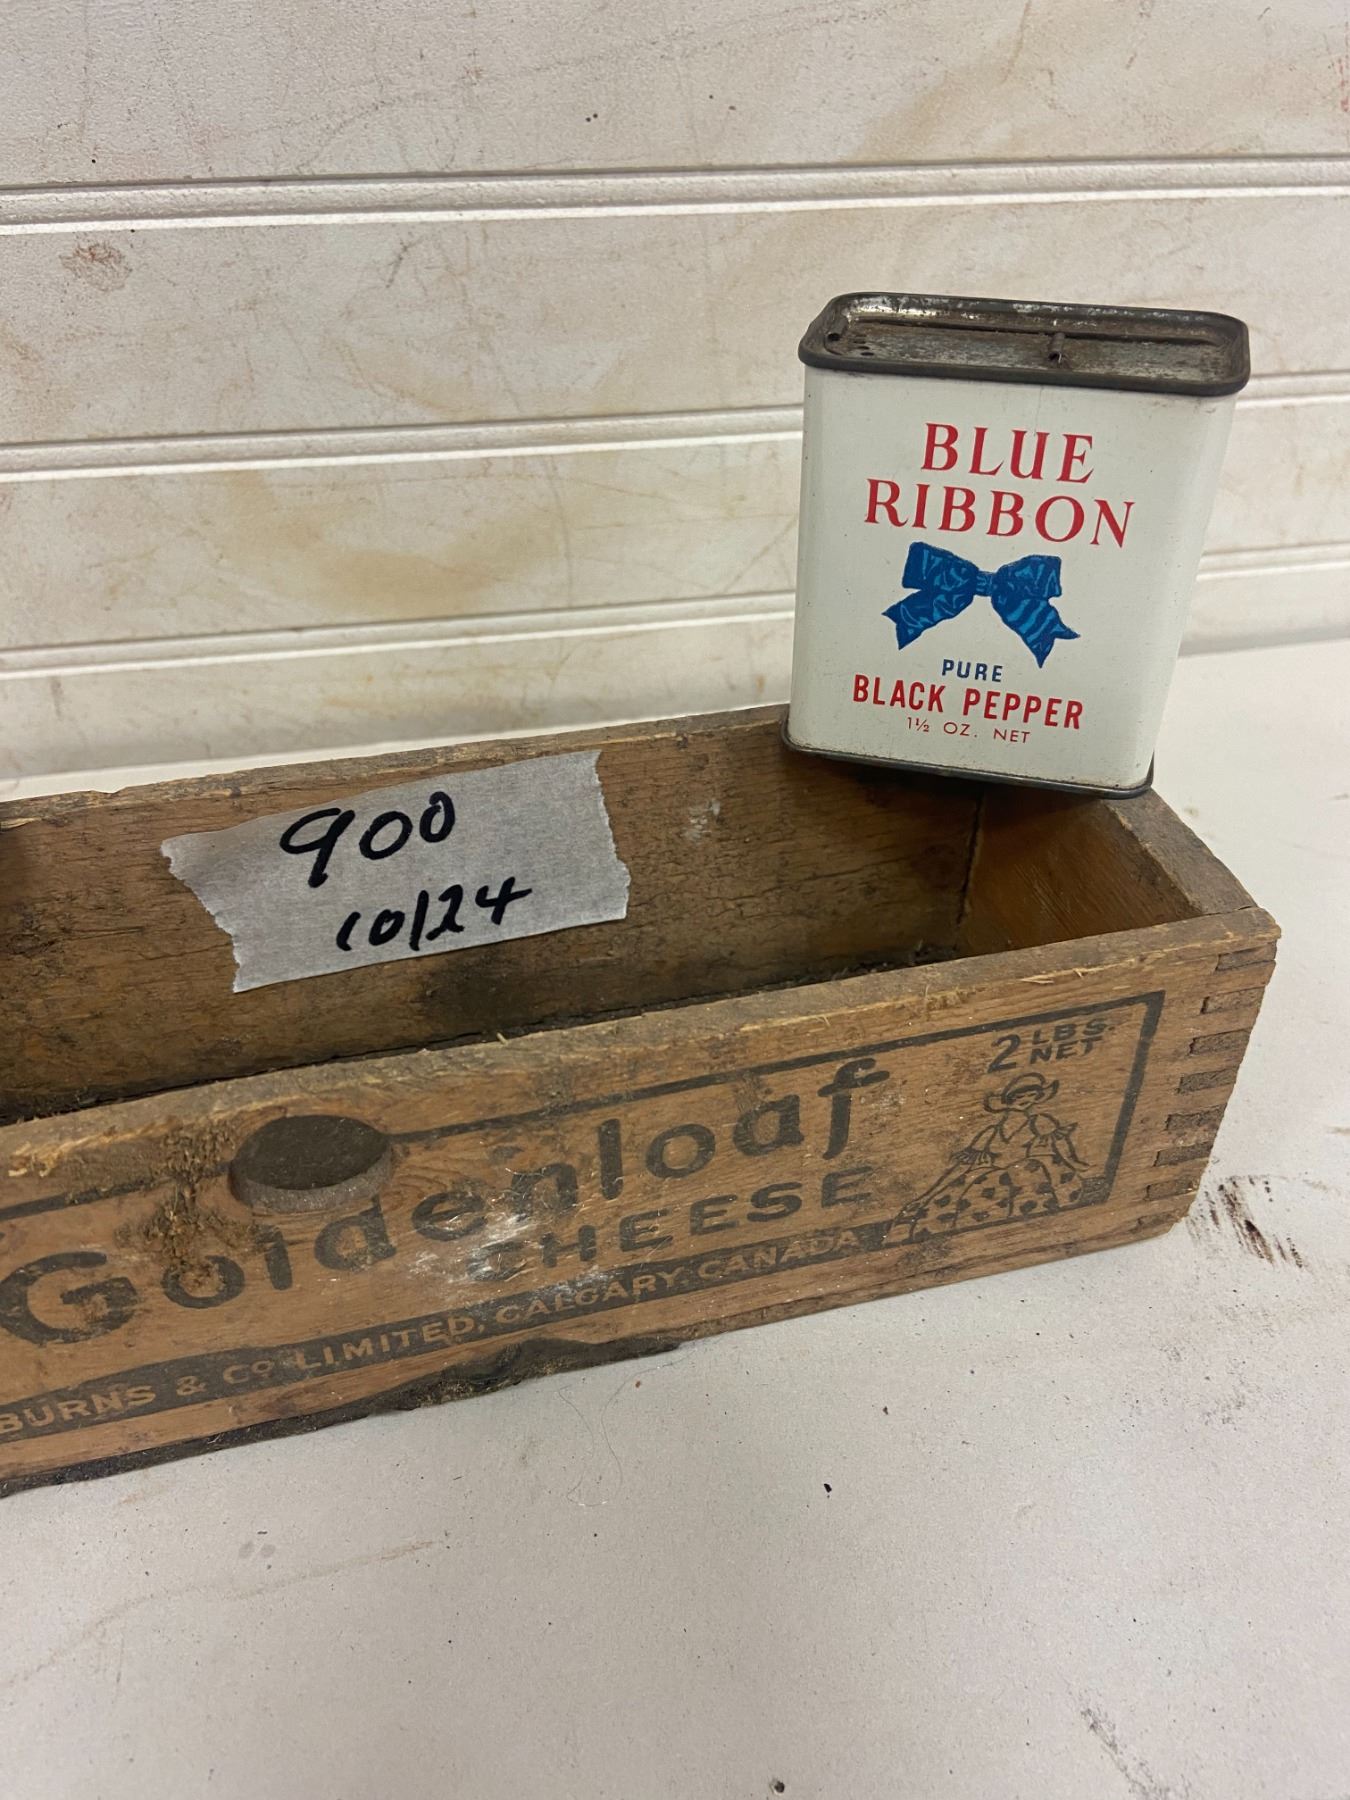 BLUE
RIBBON
PURE
BLACK PEPPER
1½ OZ. NET
900
10/24
2 LBS.
NET
Goldenloaf
CHEESE
BURNS & Co. LIMITED, CALGARY, CANADA